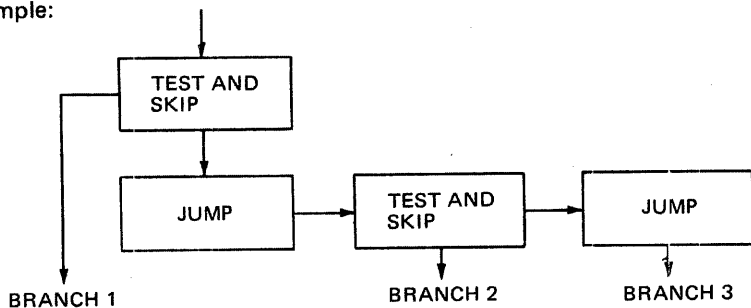 mple:
TEST AND
SKIP
JUMP
TEST AND
SKIP
JUMP
BRANCH 1
BRANCH 2
BRANCH 3